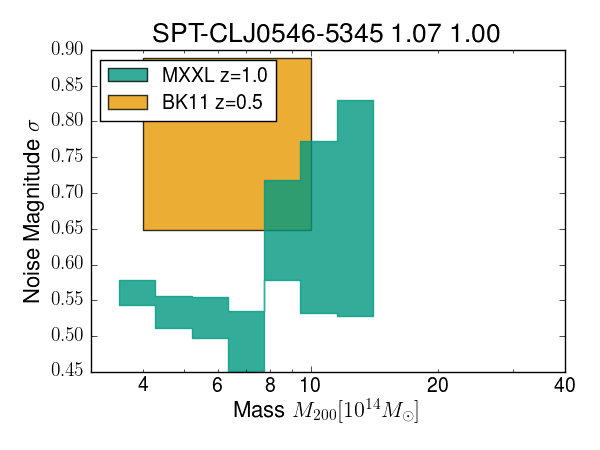 SPT-CLJ0546-5345 1.07 1.00
0.90
0.85
0.80
0.75
0.70
0.65
0.60
0.55
0.50
0.45
Noise Magnitude σ
MXXL z=1.0
BK11 z=0.5
4 6 8 10 20 40
Mass M₂₀₀[10¹⁴M⊙]